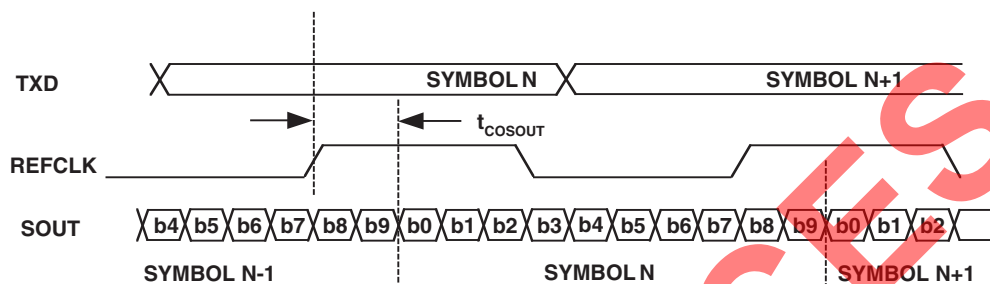 TXD SYMBOL N SYMBOL N+1
tCOSOUT
REFCLK
SOUT b4 b5 b6 b7 b8 b9 b0 b1 b2 b3 b4 b5 b6 b7 b8 b9 b0 b1 b2
SYMBOL N-1 SYMBOL N SYMBOL N+1
CES